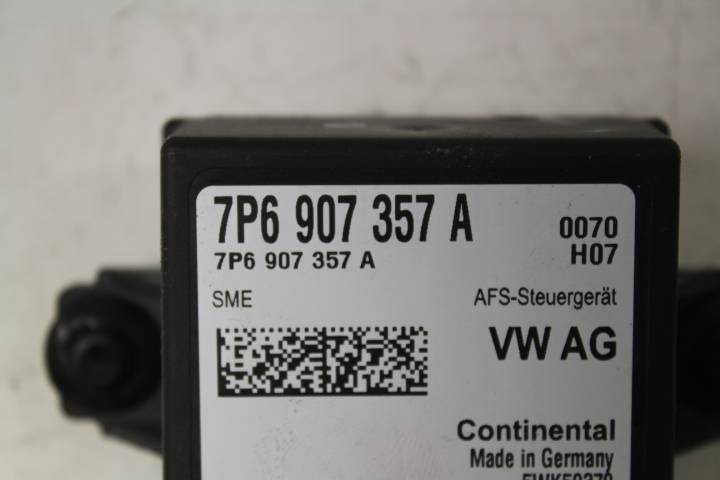 7P6 907 357 A
0070
7P6 907 357 A
H07
SME
AFS-Steuergerät
VW AG
Continental
Made in Germany